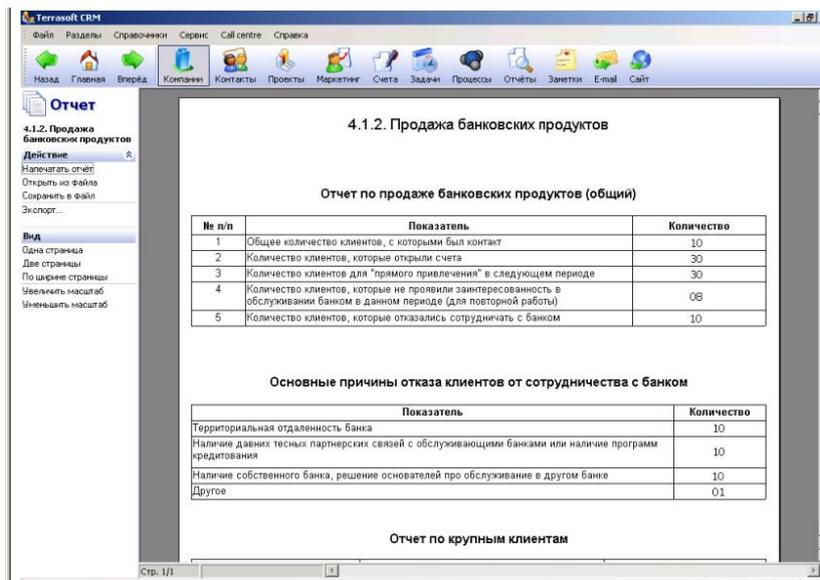 Terrasoft CRM
Файл Разделы Справочники Сервис Call centre Справка
Назад Главная Вперёд Компании Контакты Проекты Маркетинг Счета Задачи Процессы Отчёты Заметки E-mail Сайт
Отчет
4.1.2. Продажа
банковских продуктов
Действие
Напечатать отчёт
Открыть из файла
Сохранить в файл
Экспорт...
Вид
Одна страница
Две страницы
По ширине страницы
Увеличить масштаб
Уменьшить масштаб
4.1.2. Продажа банковских продуктов
Отчет по продаже банковских продуктов (общий)
№ п/п Показатель Количество
1 Общее количество клиентов, с которыми был контакт 10
2 Количество клиентов, которые открыли счета 30
3 Количество клиентов для "прямого привлечения" в следующем периоде 30
4 Количество клиентов, которые не проявили заинтересованность в
обслуживании банком в данном периоде (для повторной работы) 08
5 Количество клиентов, которые отказались сотрудничать с банком 10
Основные причины отказа клиентов от сотрудничества с банком
Показатель Количество
Территориальная отдаленность банка 10
Наличие давних тесных партнерских связей с обслуживающими банками или наличие программ
кредитования 10
Наличие собственного банка, решение основателей про обслуживание в другом банке 10
Другое 01
Отчет по крупным клиентам
Стр. 1/1